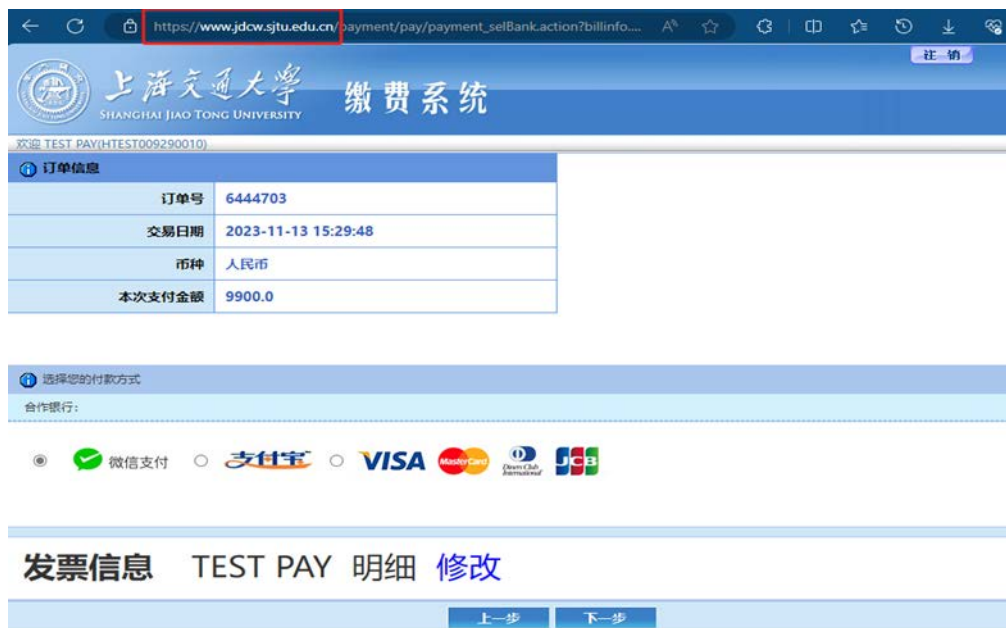 https://www.jdcw.sjtu.edu.cn/payment/pay/payment_selBank.action?billinfo....
注 销
上海交通大學 缴费系统
SHANGHAI JIAO TONG UNIVERSITY
欢迎 TEST PAY(HTEST009290010)
订单信息
订单号 6444703
交易日期 2023-11-13 15:29:48
币种 人民币
本次支付金额 9900.0
选择您的付款方式
合作银行:
微信支付 支付宝 VISA MasterCard Diners Club International JCB
发票信息 TEST PAY 明细 修改
上一步 下一步